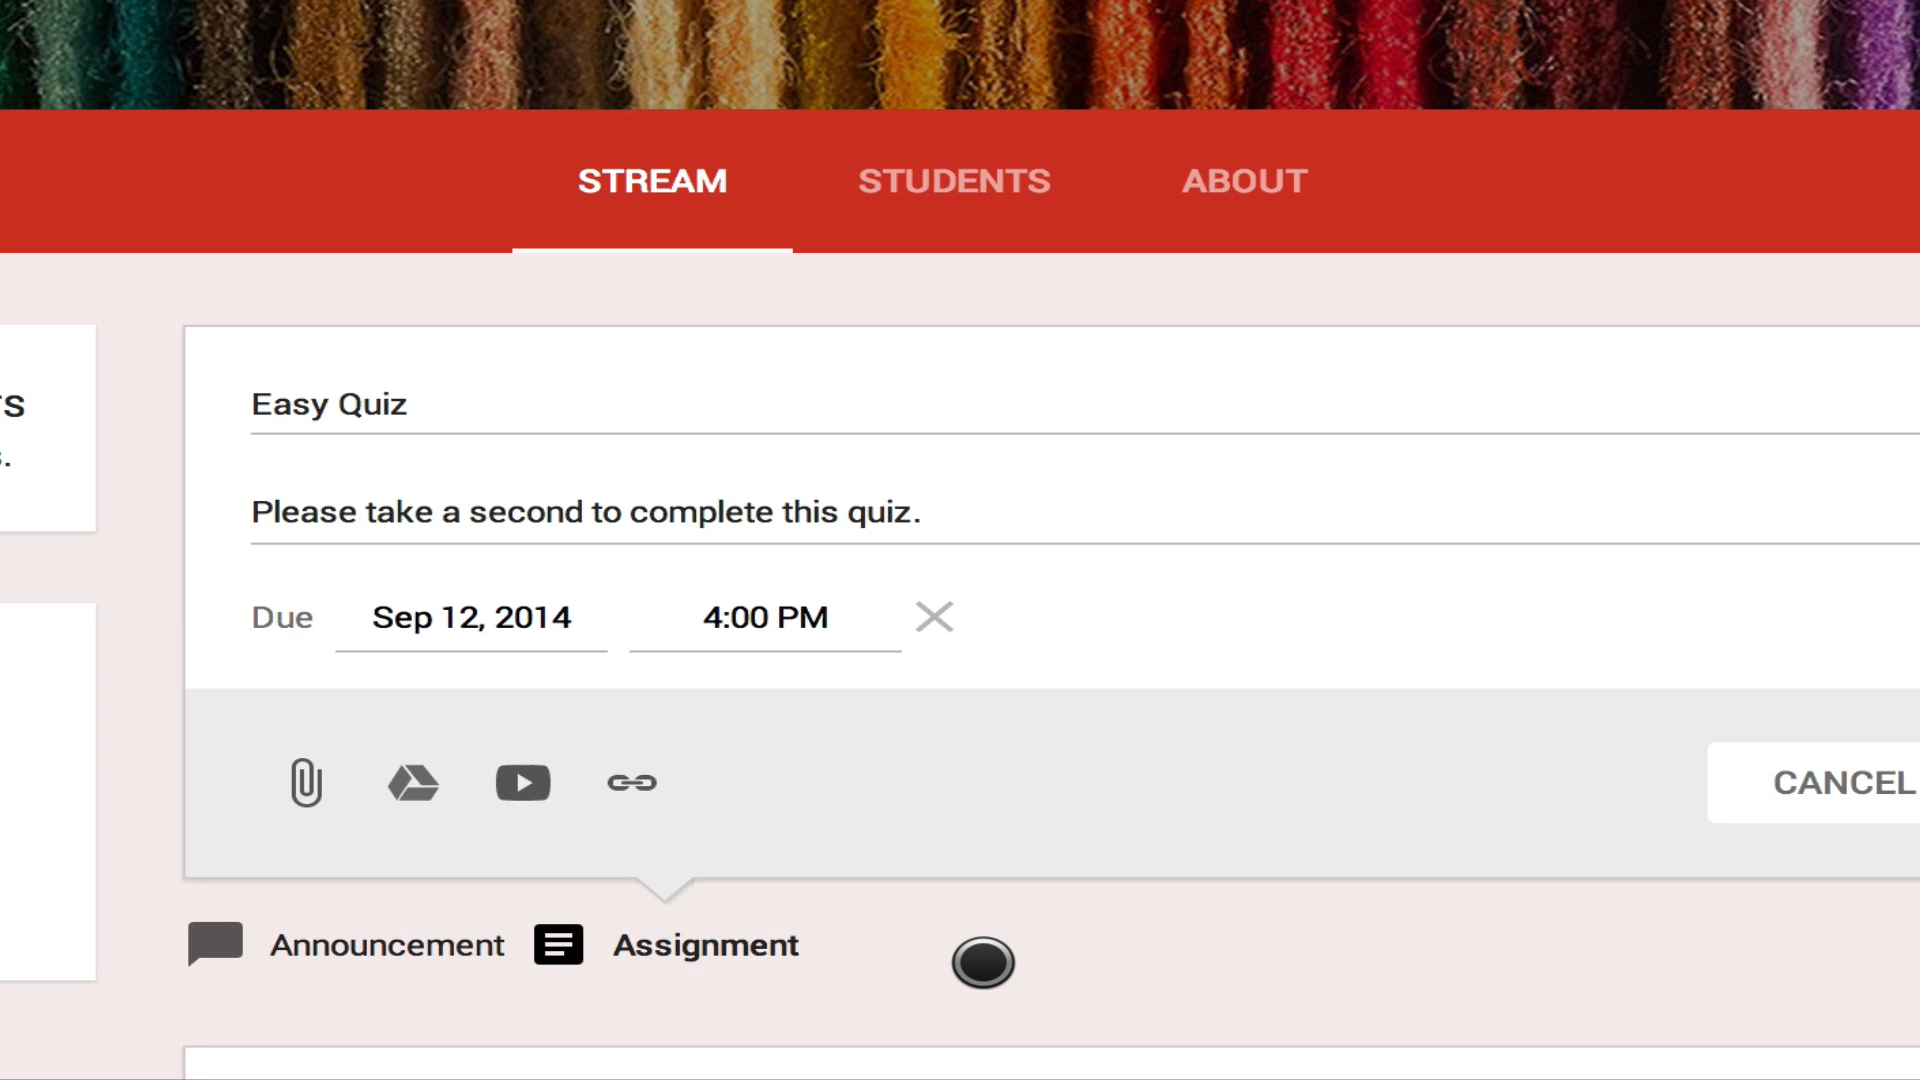 STREAM STUDENTS ABOUT
Easy Quiz
Please take a second to complete this quiz.
Due Sep 12, 2014 4:00 PM
CANCEL
Announcement Assignment